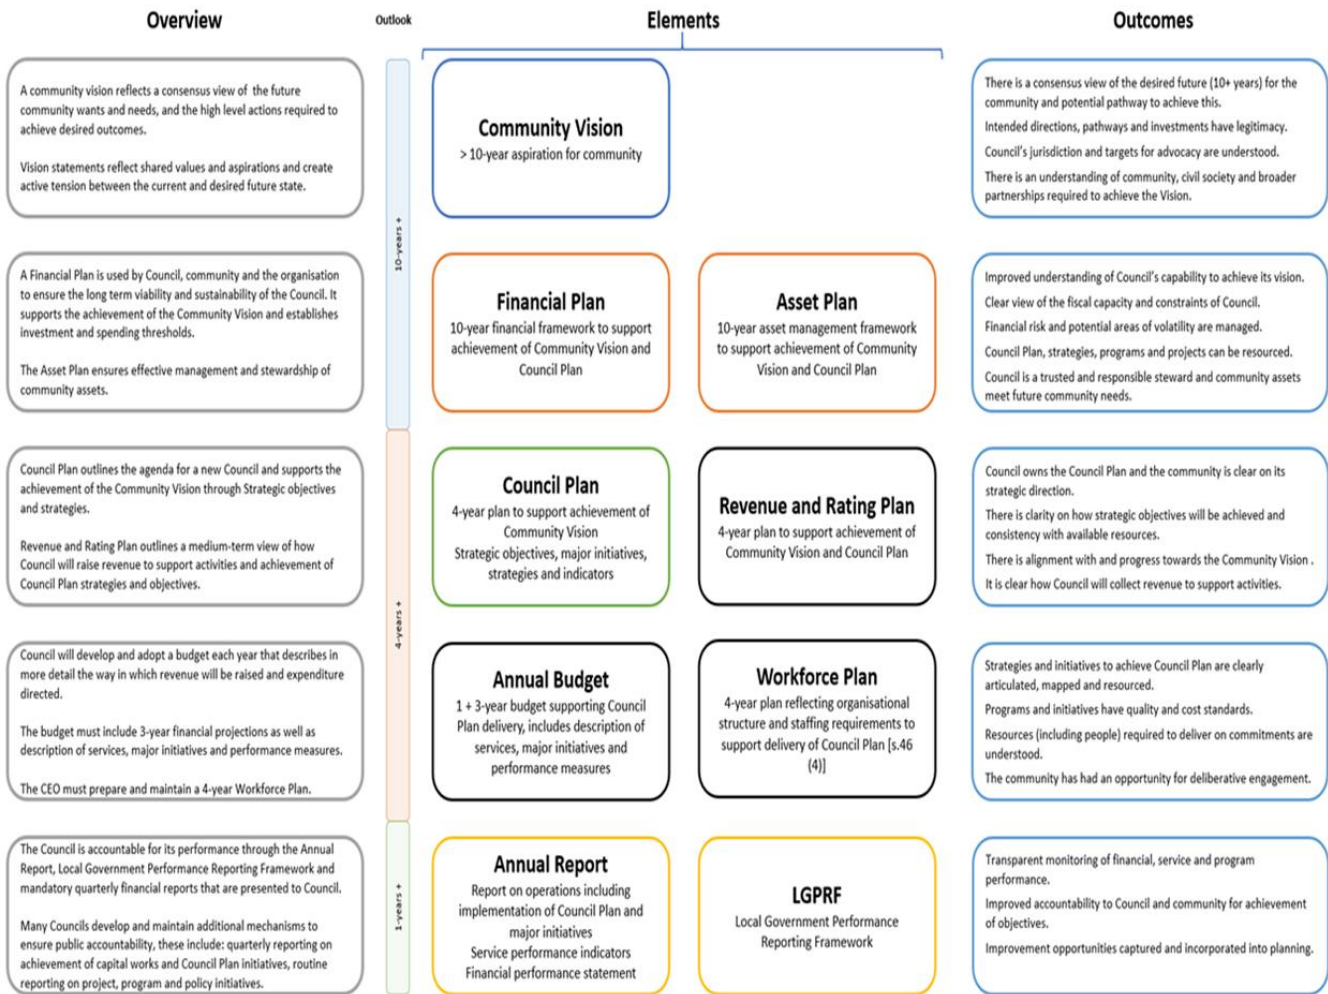 Overview
Outlook
Elements
Outcomes
A community vision reflects a consensus view of the future
community wants and needs, and the high level actions required to
achieve desired outcomes.
Vision statements reflect shared values and aspirations and create
active tension between the current and desired future state.
10-years +
Community Vision
> 10-year aspiration for community
There is a consensus view of the desired future (10+ years) for the
community and potential pathway to achieve this.
Intended directions, pathways and investments have legitimacy.
Council's jurisdiction and targets for advocacy are understood.
There is an understanding of community, civil society and broader
partnerships required to achieve the Vision.
A Financial Plan is used by Council, community and the organisation
to ensure the long term viability and sustainability of the Council. It
supports the achievement of the Community Vision and establishes
investment and spending thresholds.
The Asset Plan ensures effective management and stewardship of
community assets.
Financial Plan
10-year financial framework to support
achievement of Community Vision and
Council Plan
Asset Plan
10-year asset management framework
to support achievement of Community
Vision and Council Plan
Improved understanding of Council's capability to achieve its vision.
Clear view of the fiscal capacity and constraints of Council.
Financial risk and potential areas of volatility are managed.
Council Plan, strategies, programs and projects can be resourced.
Council is a trusted and responsible steward and community assets
meet future community needs.
Council Plan outlines the agenda for a new Council and supports the
achievement of the Community Vision through Strategic objectives
and strategies.
Revenue and Rating Plan outlines a medium-term view of how
Council will raise revenue to support activities and achievement of
Council Plan strategies and objectives.
4-years +
Council Plan
4-year plan to support achievement of
Community Vision
Strategic objectives, major initiatives,
strategies and indicators
Revenue and Rating Plan
4-year plan to support achievement of
Community Vision and Council Plan
Council owns the Council Plan and the community is clear on its
strategic direction.
There is clarity on how strategic objectives will be achieved and
consistency with available resources.
There is alignment with and progress towards the Community Vision .
It is clear how Council will collect revenue to support activities.
Council will develop and adopt a budget each year that describes in
more detail the way in which revenue will be raised and expenditure
directed.
The budget must include 3-year financial projections as well as
description of services, major initiatives and performance measures.
The CEO must prepare and maintain a 4-year Workforce Plan.
Annual Budget
1 + 3-year budget supporting Council
Plan delivery, includes description of
services, major initiatives and
performance measures
Workforce Plan
4-year plan reflecting organisational
structure and staffing requirements to
support delivery of Council Plan [s.46
(4)]
Strategies and initiatives to achieve Council Plan are clearly
articulated, mapped and resourced.
Programs and initiatives have quality and cost standards.
Resources (including people) required to deliver on commitments are
understood.
The community has had an opportunity for deliberative engagement.
The Council is accountable for its performance through the Annual
Report, Local Government Performance Reporting Framework and
mandatory quarterly financial reports that are presented to Council.
Many Councils develop and maintain additional mechanisms to
ensure public accountability, these include: quarterly reporting on
achievement of capital works and Council Plan initiatives, routine
reporting on project, program and policy initiatives.
1-years +
Annual Report
Report on operations including
implementation of Council Plan and
major initiatives
Service performance indicators
Financial performance statement
LGPRF
Local Government Performance
Reporting Framework
Transparent monitoring of financial, service and program
performance.
Improved accountability to Council and community for achievement
of objectives.
Improvement opportunities captured and incorporated into planning.